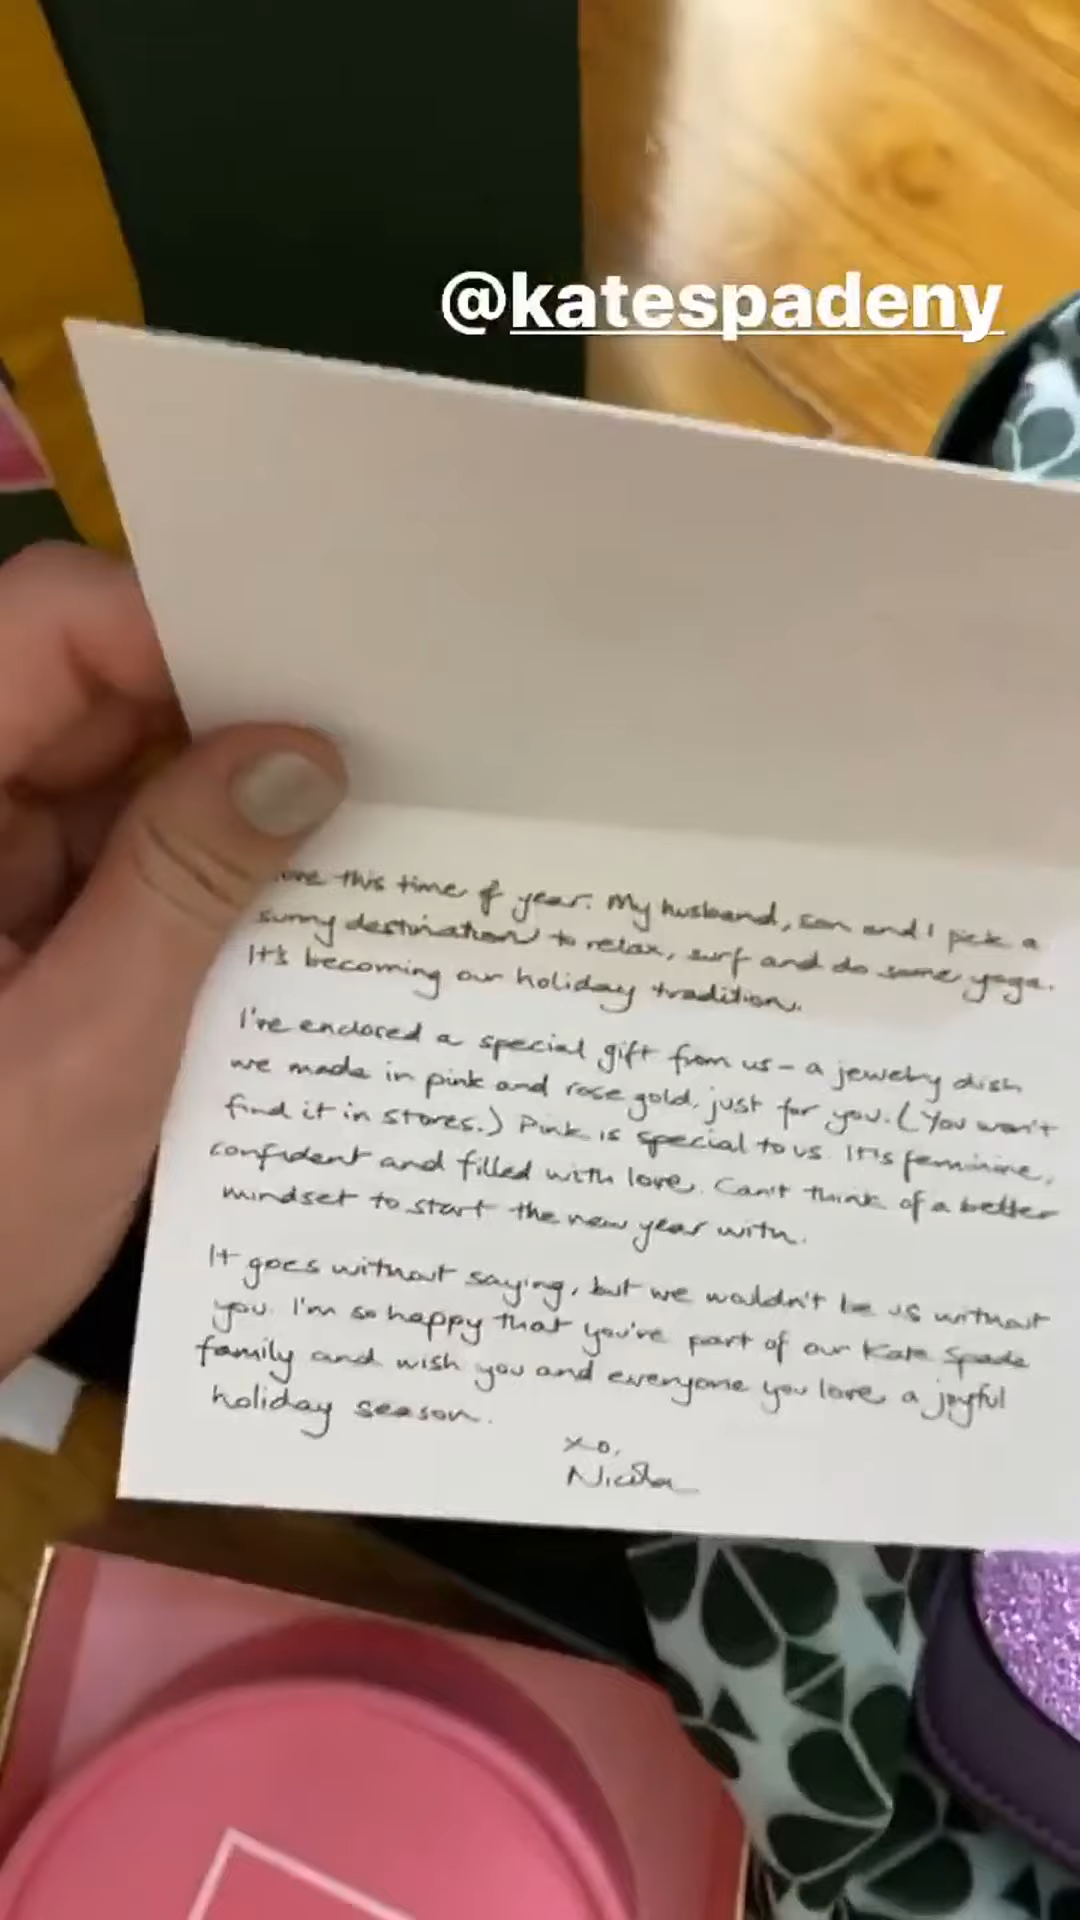 @katespadeny
love this time of year. My husband, son and I pick a
sunny destination to relax, surf and do some yoga.
It's becoming our holiday tradition.
I've enclosed a special gift from us - a jewelry dish
we made in pink and rose gold, just for you. (You won't
find it in stores.) Pink is special to us. It is feminine,
confident and filled with love. Can't think of a better
mindset to start the new year with.
It goes without saying, but we wouldn't be us without
you. I'm so happy that you're part of our Kate Spade
family and wish you and everyone you love a joyful
holiday season.
xo,
Nicola